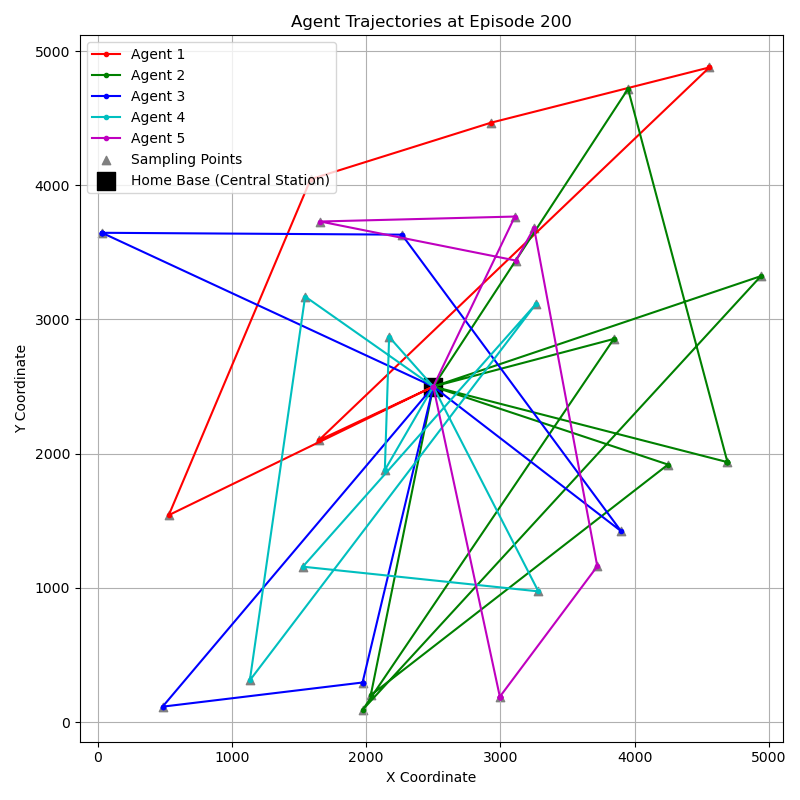 Agent Trajectories at Episode 200
Agent 1
Agent 2
Agent 3
Agent 4
Agent 5
Sampling Points
Home Base (Central Station)
Y Coordinate
5000
4000
3000
2000
1000
0
0 1000 2000 3000 4000 5000
X Coordinate